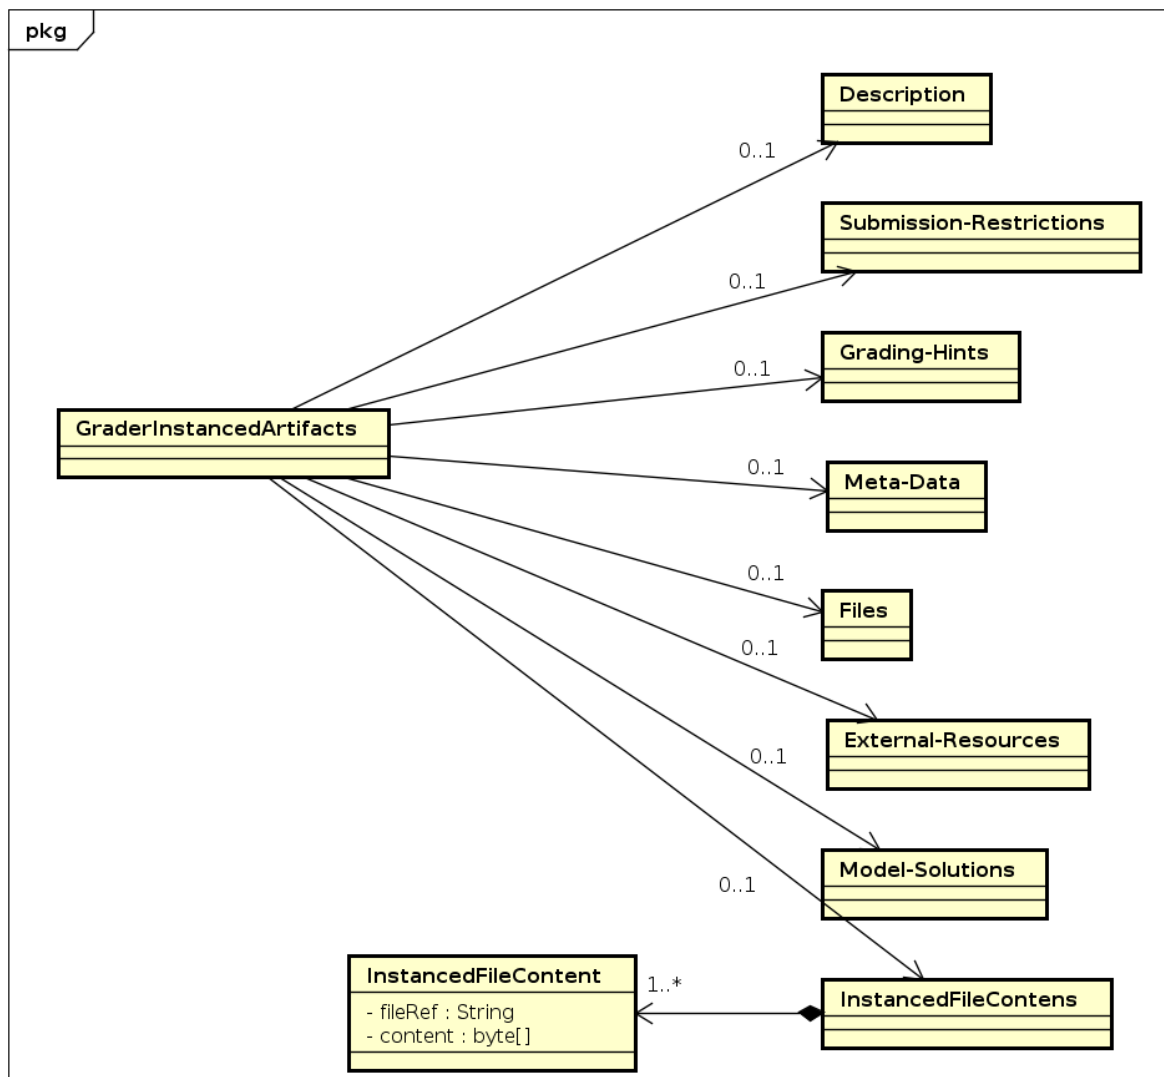 pkg
Description
0..1
Submission-Restrictions
0..1
Grading-Hints
0..1
GraderInstancedArtifacts
0..1
Meta-Data
0..1
Files
0..1
External-Resources
0..1
Model-Solutions
0..1
InstancedFileContent
- fileRef : String
- content : byte[]
1..*
InstancedFileContens